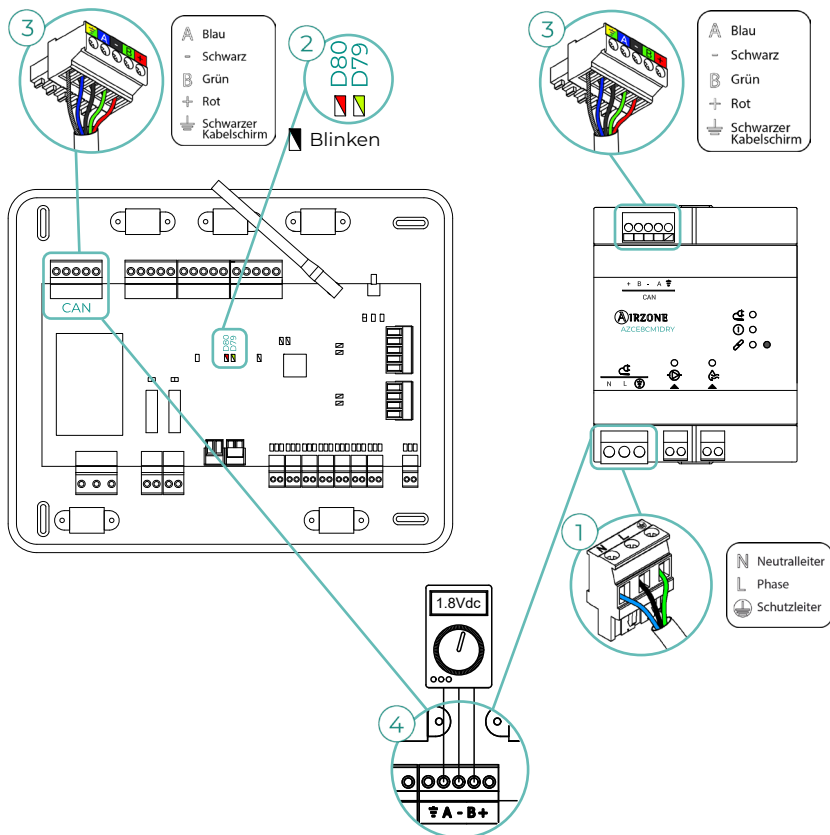 3
A
B
+
A Blau
- Schwarz
B Grün
+ Rot
Schwarzer
Kabelschirm
2
D80
D79
Blinken
3
A
B
+
A Blau
- Schwarz
B Grün
+ Rot
Schwarzer
Kabelschirm
CAN
D80
D79
+ B - A
CAN
AIRZONE
AZCE8CM1DRY
N L
1
N
L
N Neutralleiter
L Phase
Schutzleiter
1.8Vdc
4
A - B +